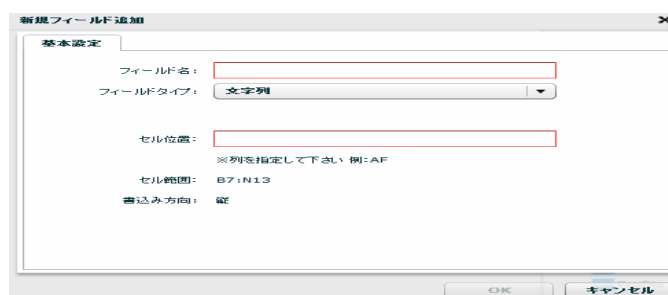 新規フィールド追加
基本設定
フィールド名:
フィールドタイプ: 文字列
セル位置:
※列を指定して下さい 例:AF
セル範囲: B7:N13
書込み方向: 縦
OK キャンセル